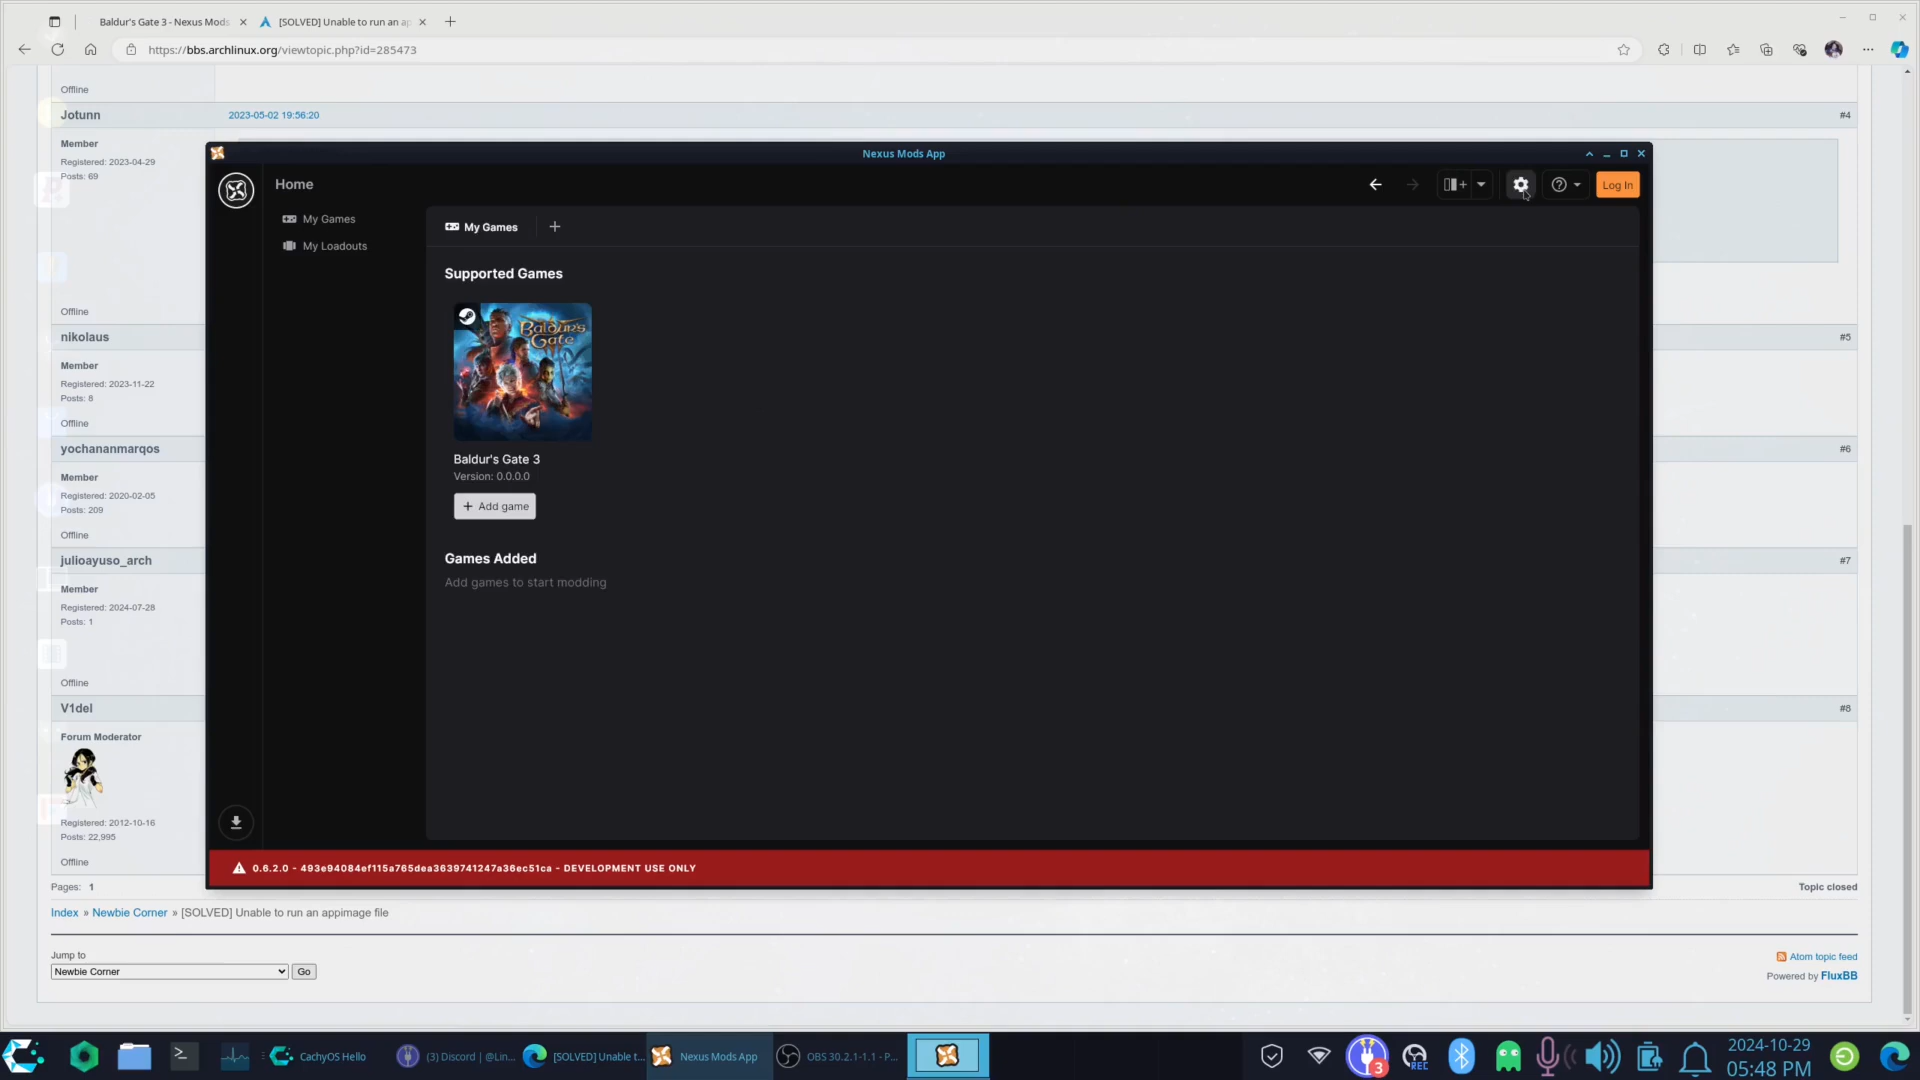 Baldur's Gate 3 - Nexus Mods
[SOLVED] Unable to run an ap
https://bbs.archlinux.org/viewtopic.php?id=285473
Offline
Jotunn
2023-05-02 19:56:20
#4
Member
Registered: 2023-04-29
Posts: 69
Offline
nikolaus
#5
Member
Registered: 2023-11-22
Posts: 8
Offline
yochananmarqos
#6
Member
Registered: 2020-02-05
Posts: 209
Offline
julioayuso_arch
#7
Member
Registered: 2024-07-28
Posts: 1
Offline
V1del
#8
Forum Moderator
Registered: 2012-10-16
Posts: 22,995
Offline
Pages: 1
Topic closed
Index » Newbie Corner » [SOLVED] Unable to run an appimage file
Jump to
Newbie Corner
Go
Atom topic feed
Powered by FluxBB
Nexus Mods App
Home
Log In
My Games
My Loadouts
My Games
Supported Games
Baldur's Gate
Baldur's Gate 3
Version: 0.0.0.0
+ Add game
Games Added
Add games to start modding
0.6.2.0 - 493e94084ef115a765dea3639741247a36ec51ca - DEVELOPMENT USE ONLY
CachyOS Hello
(3) Discord | @Lin...
[SOLVED] Unable t...
Nexus Mods App
OBS 30.2.1-1.1 - P...
3
REC
2024-10-29
05:48 PM